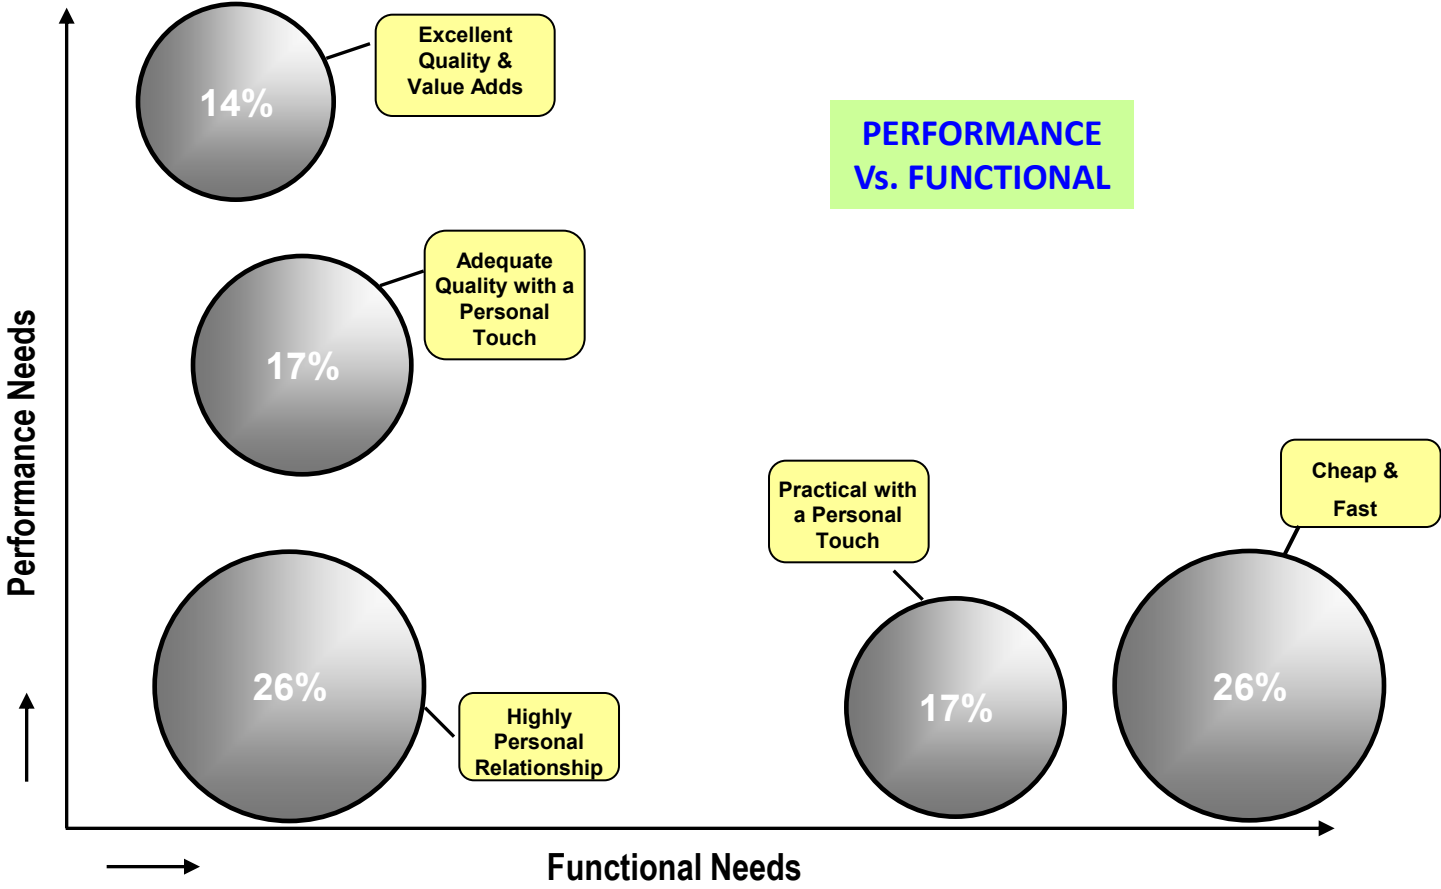 Excellent
Quality &
Value Adds
14%
PERFORMANCE
Vs. FUNCTIONAL
Adequate
Quality with a
Personal
Touch
17%
Performance Needs
Cheap &
Fast
Practical with
a Personal
Touch
26%
Highly
Personal
Relationship
17%
26%
Functional Needs